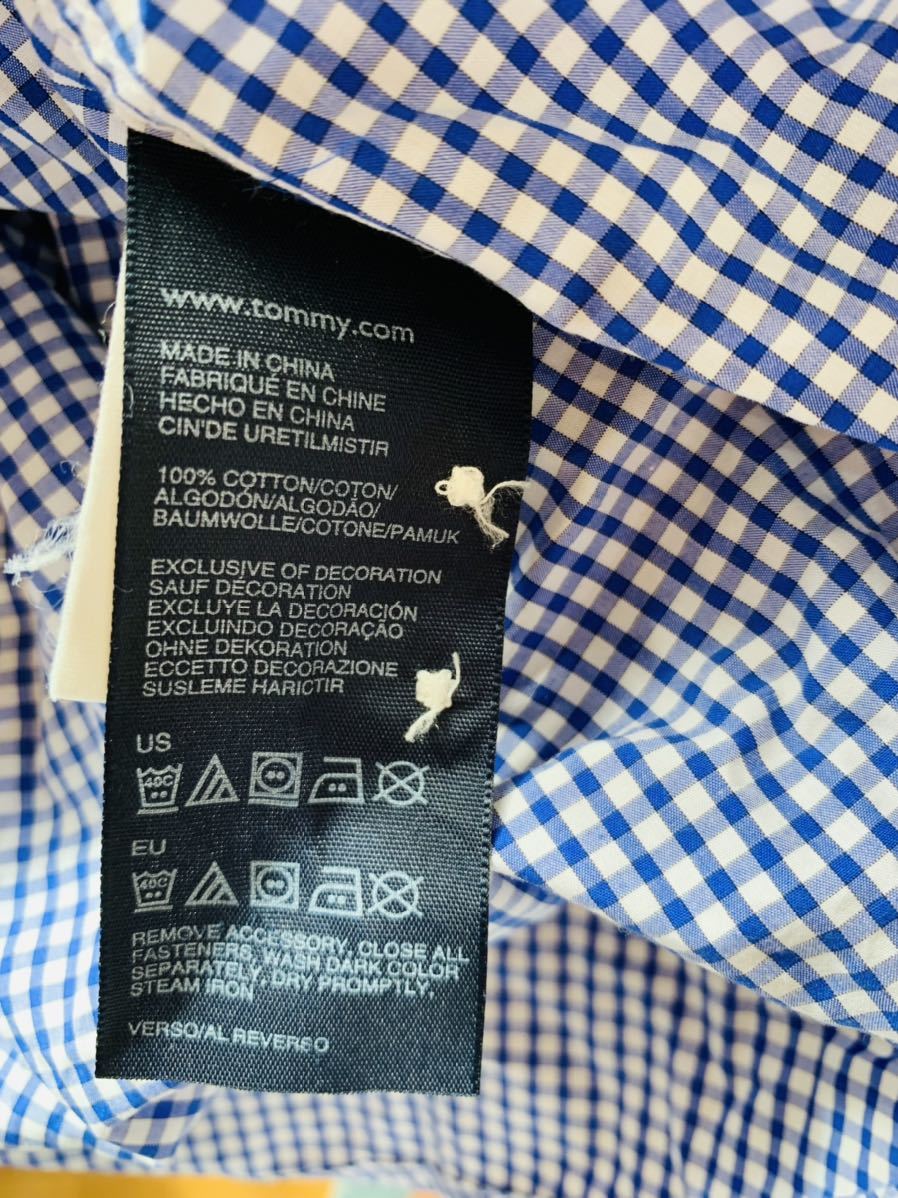 www.tommy.com
MADE IN CHINA
FABRIQUÉ EN CHINE
HECHO EN CHINA
CIN'DE URETILMISTIR
100% COTTON/COTON/
ALGODÓN/ALGODÃO/
BAUMWOLLE/COTONE/PAMUK
EXCLUSIVE OF DECORATION
SAUF DÉCORATION
EXCLUYE LA DECORACIÓN
EXCLUINDO DECORAÇAO
OHNE DEKORATION
ECCETTO DECORAZIONE
SUSLEME HARICTIR
US
40C
EU
40C
REMOVE ACCESSORY, CLOSE ALL
FASTENERS, WASH DARK COLOR
SEPARATELY, DRY PROMPTLY,
STEAM IRON
VERSO/AL REVERSO